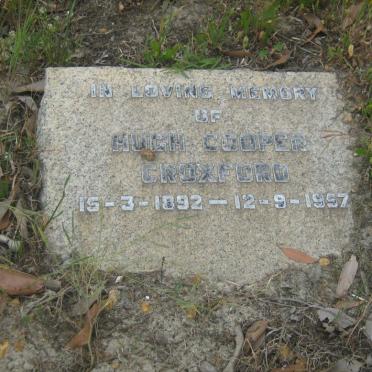 IN LOVING MEMORY
OF
HUGH COOPER
CROXFORD
15-3-1892 — 12-9-1957